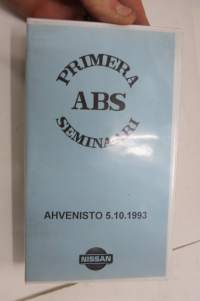 PRIMERA
ABS
SEMINAARI
AHVENISTO 5.10.1993
NISSAN